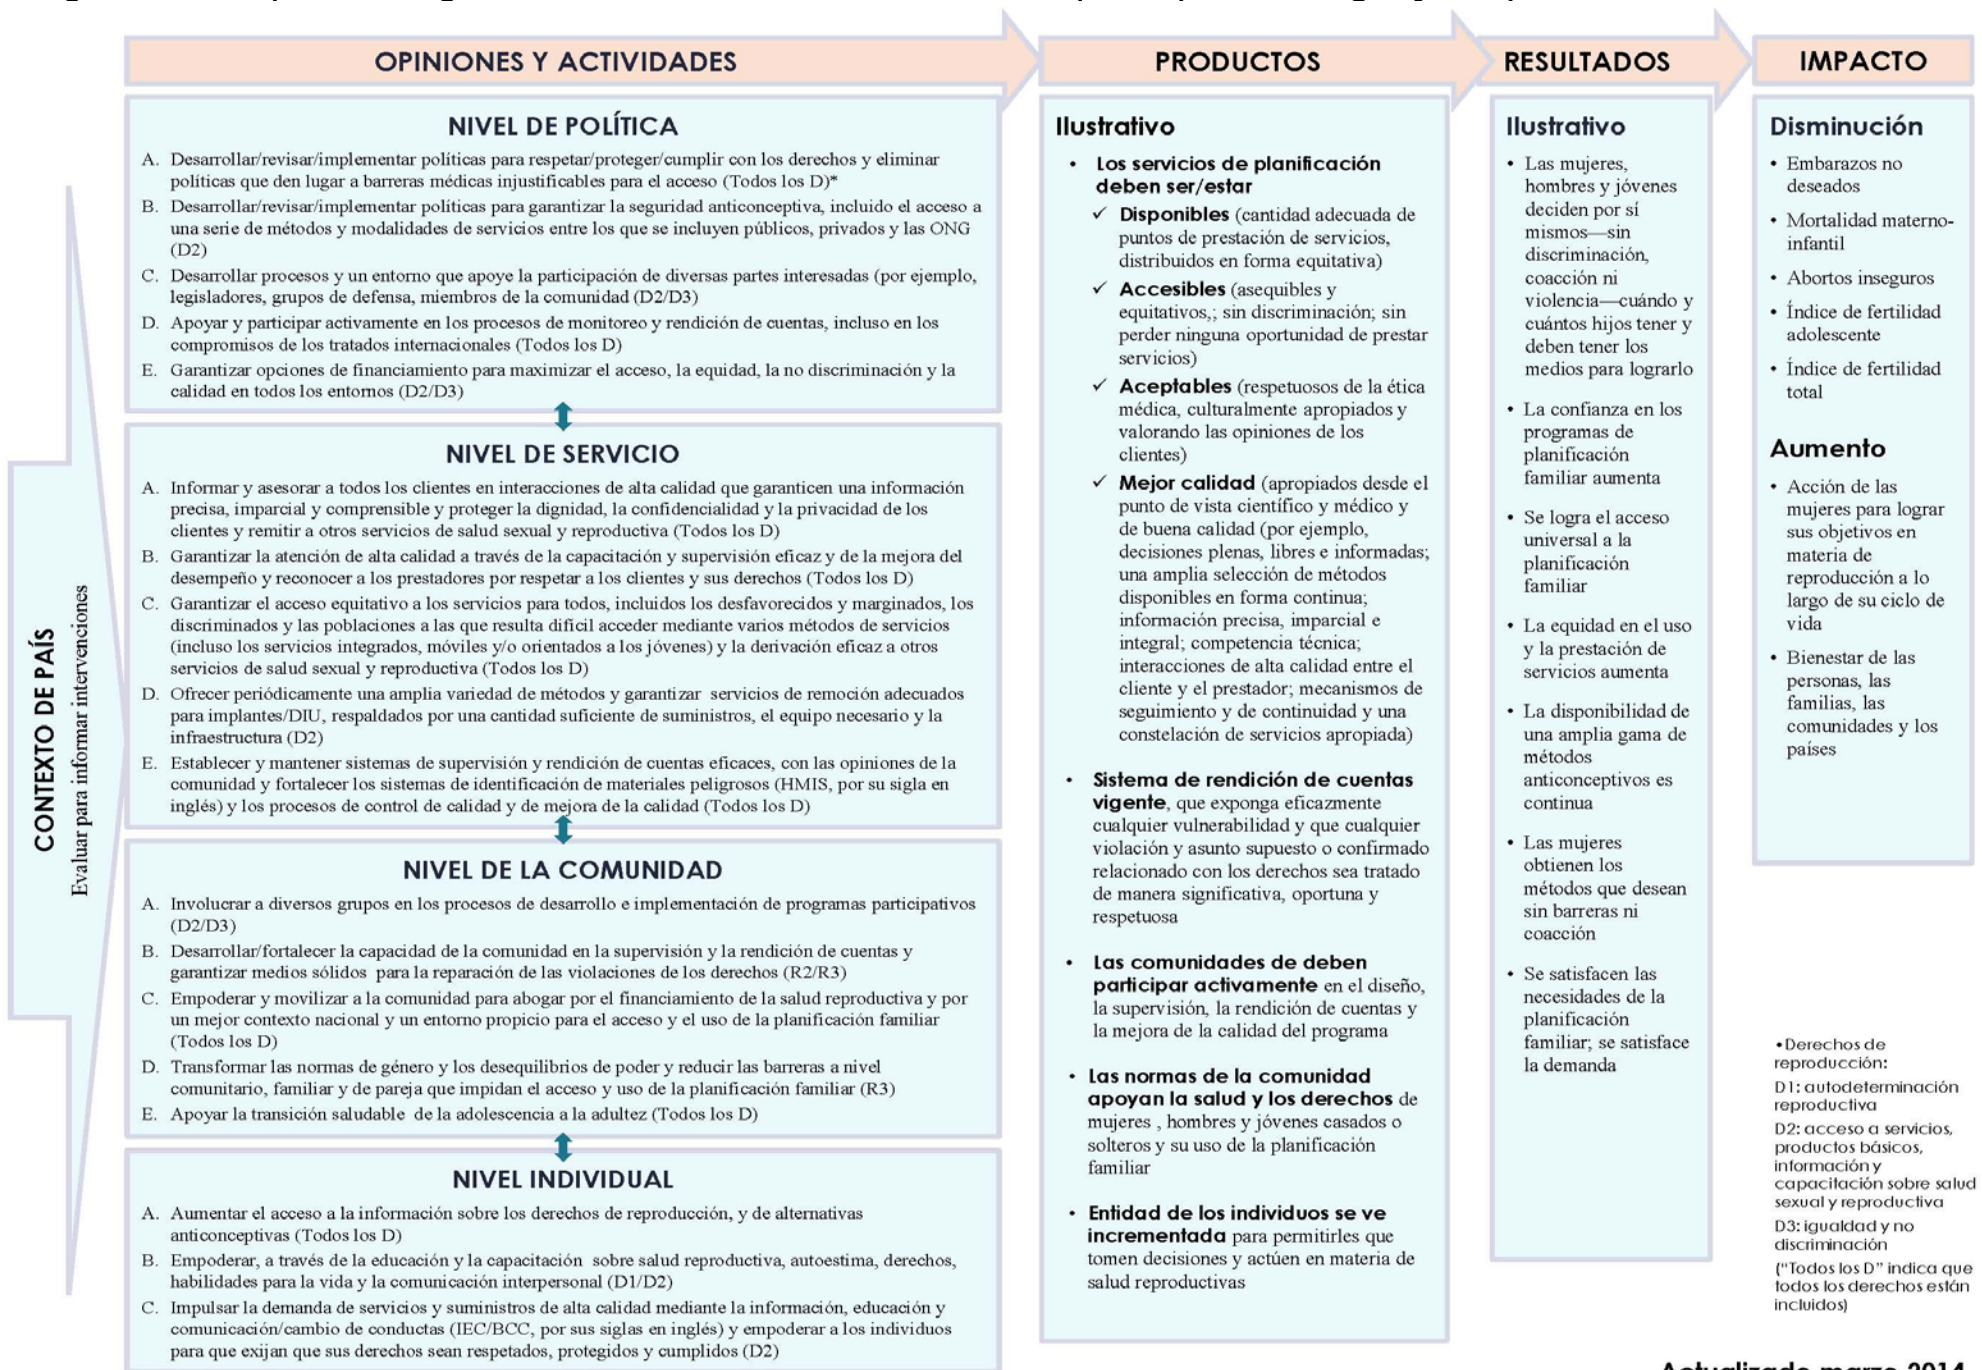 OPINIONES Y ACTIVIDADES
PRODUCTOS
RESULTADOS
IMPACTO
CONTEXTO DE PAÍS
Evaluar para informar intervenciones
NIVEL DE POLÍTICA
A. Desarrollar/revisar/implementar políticas para respetar/proteger/cumplir con los derechos y eliminar
políticas que den lugar a barreras médicas injustificables para el acceso (Todos los D)*
B. Desarrollar/revisar/implementar políticas para garantizar la seguridad anticonceptiva, incluido el acceso a
una serie de métodos y modalidades de servicios entre los que se incluyen públicos, privados y las ONG
(D2)
C. Desarrollar procesos y un entorno que apoye la participación de diversas partes interesadas (por ejemplo,
legisladores, grupos de defensa, miembros de la comunidad (D2/D3)
D. Apoyar y participar activamente en los procesos de monitoreo y rendición de cuentas, incluso en los
compromisos de los tratados internacionales (Todos los D)
E. Garantizar opciones de financiamiento para maximizar el acceso, la equidad, la no discriminación y la
calidad en todos los entornos (D2/D3)
NIVEL DE SERVICIO
A. Informar y asesorar a todos los clientes en interacciones de alta calidad que garanticen una información
precisa, imparcial y comprensible y proteger la dignidad, la confidencialidad y la privacidad de los
clientes y remitir a otros servicios de salud sexual y reproductiva (Todos los D)
B. Garantizar la atención de alta calidad a través de la capacitación y supervisión eficaz y de la mejora del
desempeño y reconocer a los prestadores por respetar a los clientes y sus derechos (Todos los D)
C. Garantizar el acceso equitativo a los servicios para todos, incluidos los desfavorecidos y marginados, los
discriminados y las poblaciones a las que resulta difícil acceder mediante varios métodos de servicios
(incluso los servicios integrados, móviles y/o orientados a los jóvenes) y la derivación eficaz a otros
servicios de salud sexual y reproductiva (Todos los D)
D. Ofrecer periódicamente una amplia variedad de métodos y garantizar servicios de remoción adecuados
para implantes/DIU, respaldados por una cantidad suficiente de suministros, el equipo necesario y la
infraestructura (D2)
E. Establecer y mantener sistemas de supervisión y rendición de cuentas eficaces, con las opiniones de la
comunidad y fortalecer los sistemas de identificación de materiales peligrosos (HMIS, por su sigla en
inglés) y los procesos de control de calidad y de mejora de la calidad (Todos los D)
NIVEL DE LA COMUNIDAD
A. Involucrar a diversos grupos en los procesos de desarrollo e implementación de programas participativos
(D2/D3)
B. Desarrollar/fortalecer la capacidad de la comunidad en la supervisión y la rendición de cuentas y
garantizar medios sólidos para la reparación de las violaciones de los derechos (R2/R3)
C. Empoderar y movilizar a la comunidad para abogar por el financiamiento de la salud reproductiva y por
un mejor contexto nacional y un entorno propicio para el acceso y el uso de la planificación familiar
(Todos los D)
D. Transformar las normas de género y los desequilibrios de poder y reducir las barreras a nivel
comunitario, familiar y de pareja que impidan el acceso y uso de la planificación familiar (R3)
E. Apoyar la transición saludable de la adolescencia a la adultez (Todos los D)
NIVEL INDIVIDUAL
A. Aumentar el acceso a la información sobre los derechos de reproducción, y de alternativas
anticonceptivas (Todos los D)
B. Empoderar, a través de la educación y la capacitación sobre salud reproductiva, autoestima, derechos,
habilidades para la vida y la comunicación interpersonal (D1/D2)
C. Impulsar la demanda de servicios y suministros de alta calidad mediante la información, educación y
comunicación/cambio de conductas (IEC/BCC, por sus siglas en inglés) y empoderar a los individuos
para que exijan que sus derechos sean respetados, protegidos y cumplidos (D2)
Ilustrativo
• Los servicios de planificación
deben ser/estar
✓ Disponibles (cantidad adecuada de
puntos de prestación de servicios,
distribuidos en forma equitativa)
✓ Accesibles (asequibles y
equitativos,; sin discriminación; sin
perder ninguna oportunidad de prestar
servicios)
✓ Aceptables (respetuosos de la ética
médica, culturalmente apropiados y
valorando las opiniones de los
clientes)
✓ Mejor calidad (apropiados desde el
punto de vista científico y médico y
de buena calidad (por ejemplo,
decisiones plenas, libres e informadas;
una amplia selección de métodos
disponibles en forma continua;
información precisa, imparcial e
integral; competencia técnica;
interacciones de alta calidad entre el
cliente y el prestador; mecanismos de
seguimiento y de continuidad y una
constelación de servicios apropiada)
• Sistema de rendición de cuentas
vigente, que exponga eficazmente
cualquier vulnerabilidad y que cualquier
violación y asunto supuesto o confirmado
relacionado con los derechos sea tratado
de manera significativa, oportuna y
respetuosa
• Las comunidades de deben
participar activamente en el diseño,
la supervisión, la rendición de cuentas y
la mejora de la calidad del programa
• Las normas de la comunidad
apoyan la salud y los derechos de
mujeres , hombres y jóvenes casados o
solteros y su uso de la planificación
familiar
• Entidad de los individuos se ve
incrementada para permitirles que
tomen decisiones y actúen en materia de
salud reproductivas
Ilustrativo
• Las mujeres,
hombres y jóvenes
deciden por sí
mismos—sin
discriminación,
coacción ni
violencia—cuándo y
cuántos hijos tener y
deben tener los
medios para lograrlo
• La confianza en los
programas de
planificación
familiar aumenta
• Se logra el acceso
universal a la
planificación
familiar
• La equidad en el uso
y la prestación de
servicios aumenta
• La disponibilidad de
una amplia gama de
métodos
anticonceptivos es
continua
• Las mujeres
obtienen los
métodos que desean
sin barreras ni
coacción
• Se satisfacen las
necesidades de la
planificación
familiar; se satisface
la demanda
Disminución
• Embarazos no
deseados
• Mortalidad materno-
infantil
• Abortos inseguros
• Índice de fertilidad
adolescente
• Índice de fertilidad
total
Aumento
• Acción de las
mujeres para lograr
sus objetivos en
materia de
reproducción a lo
largo de su ciclo de
vida
• Bienestar de las
personas, las
familias, las
comunidades y los
países
•Derechos de
reproducción:
D1: autodeterminación
reproductiva
D2: acceso a servicios,
productos básicos,
información y
capacitación sobre salud
sexual y reproductiva
D3: igualdad y no
discriminación
("Todos los D" indica que
todos los derechos están
incluidos)
Actualizado marzo 2014